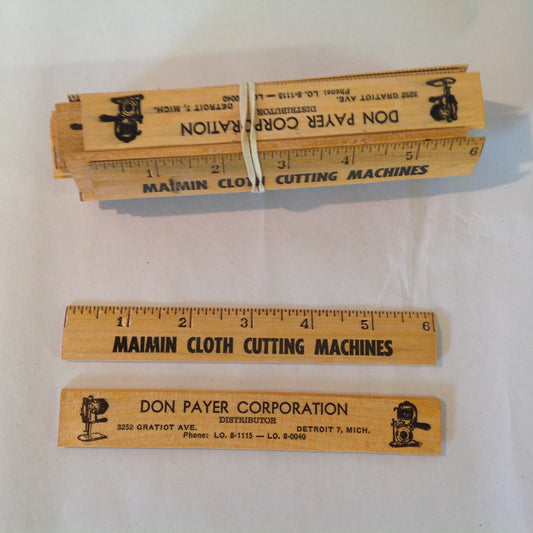 3252 GRATIOT AVE. DETROIT 7, MICH.
Phone: LO. 8-1115 — LO. 8-0040
DISTRIBUTOR
DON PAYER CORPORATION
1 2 3 4 5 6
MAIMIN CLOTH CUTTING MACHINES
1 2 3 4 5 6
MAIMIN CLOTH CUTTING MACHINES
DON PAYER CORPORATION
DISTRIBUTOR
3252 GRATIOT AVE. DETROIT 7, MICH.
Phone: LO. 8-1115 — LO. 8-0040